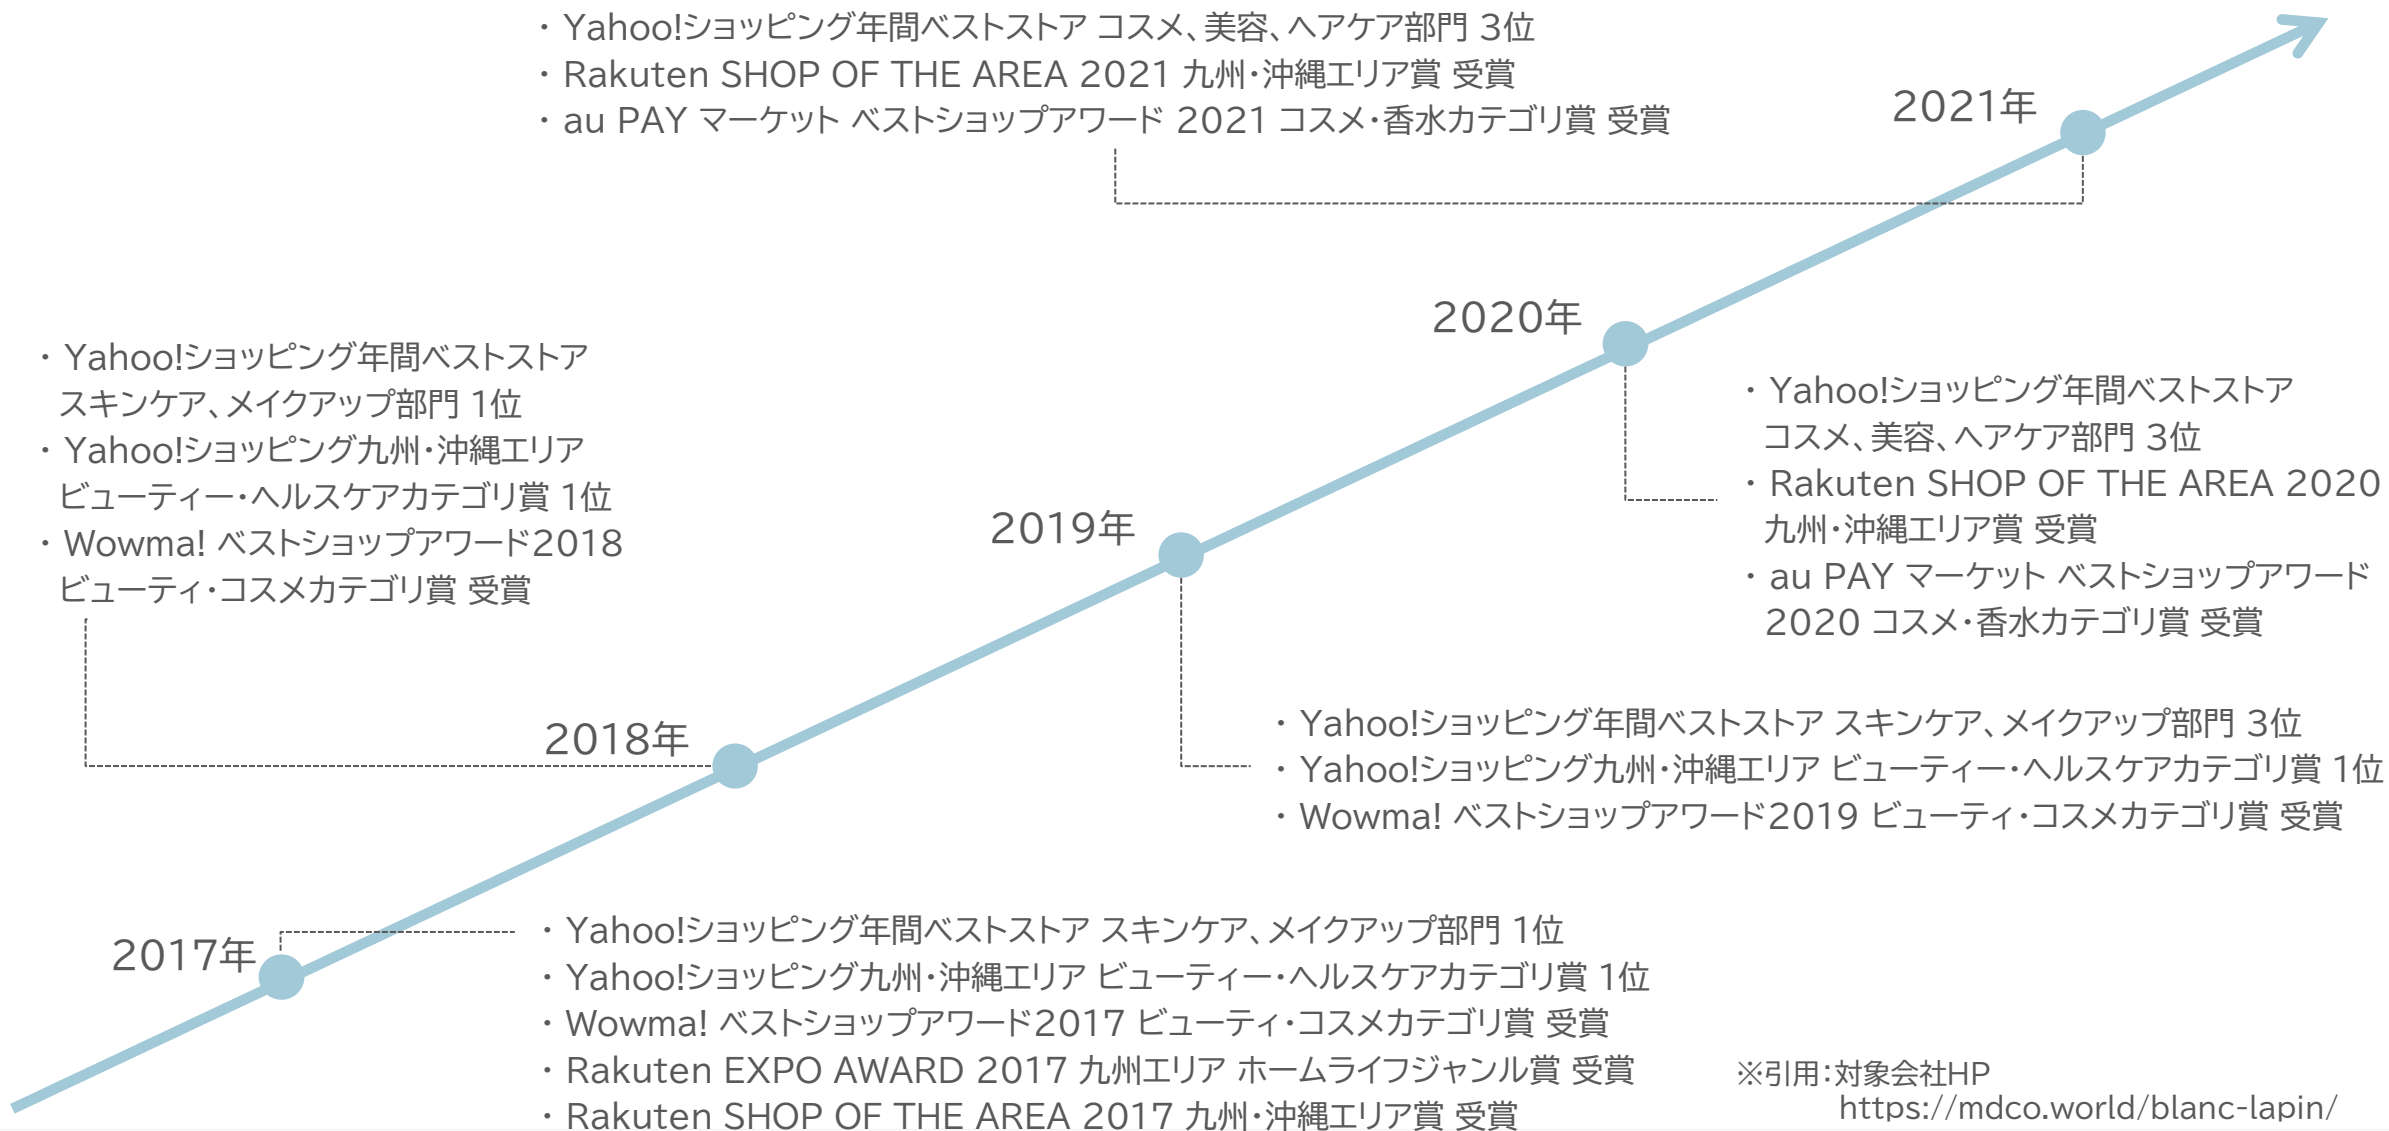 ・ Yahoo!ショッピング年間ベストストア コスメ、美容、ヘアケア部門 3位
・ Rakuten SHOP OF THE AREA 2021 九州・沖縄エリア賞 受賞
・ au PAY マーケット ベストショップアワード 2021 コスメ・香水カテゴリ賞 受賞
2021年
2020年
・ Yahoo!ショッピング年間ベストストア
コスメ、美容、ヘアケア部門 3位
・ Rakuten SHOP OF THE AREA 2020
九州・沖縄エリア賞 受賞
・ au PAY マーケット ベストショップアワード
2020 コスメ・香水カテゴリ賞 受賞
・ Yahoo!ショッピング年間ベストストア
スキンケア、メイクアップ部門 1位
・ Yahoo!ショッピング九州・沖縄エリア
ビューティー・ヘルスケアカテゴリ賞 1位
・ Wowma! ベストショップアワード2018
ビューティ・コスメカテゴリ賞 受賞
2019年
・ Yahoo!ショッピング年間ベストストア スキンケア、メイクアップ部門 3位
・ Yahoo!ショッピング九州・沖縄エリア ビューティー・ヘルスケアカテゴリ賞 1位
・ Wowma! ベストショップアワード2019 ビューティ・コスメカテゴリ賞 受賞
2018年
2017年
・ Yahoo!ショッピング年間ベストストア スキンケア、メイクアップ部門 1位
・ Yahoo!ショッピング九州・沖縄エリア ビューティー・ヘルスケアカテゴリ賞 1位
・ Wowma! ベストショップアワード2017 ビューティ・コスメカテゴリ賞 受賞
・ Rakuten EXPO AWARD 2017 九州エリア ホームライフジャンル賞 受賞
・ Rakuten SHOP OF THE AREA 2017 九州・沖縄エリア賞 受賞
※引用：対象会社HP
https://mdco.world/blanc-lapin/